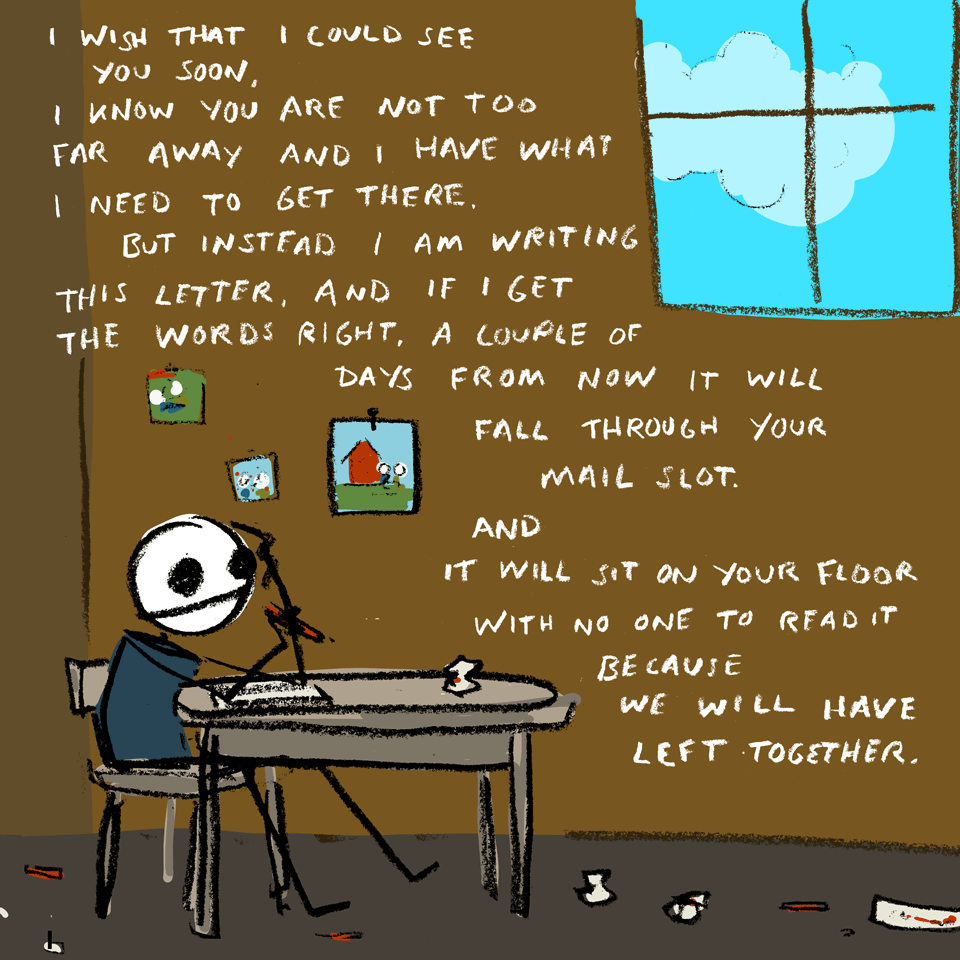 I WISH THAT I COULD SEE
YOU SOON,
I KNOW YOU ARE NOT TOO
FAR AWAY AND I HAVE WHAT
I NEED TO GET THERE.
BUT INSTEAD I AM WRITING
THIS LETTER, AND IF I GET
THE WORDS RIGHT, A COUPLE OF
DAYS FROM NOW IT WILL
FALL THROUGH YOUR
MAIL SLOT.
AND
IT WILL SIT ON YOUR FLOOR
WITH NO ONE TO READ IT
BECAUSE
WE WILL HAVE
LEFT TOGETHER.